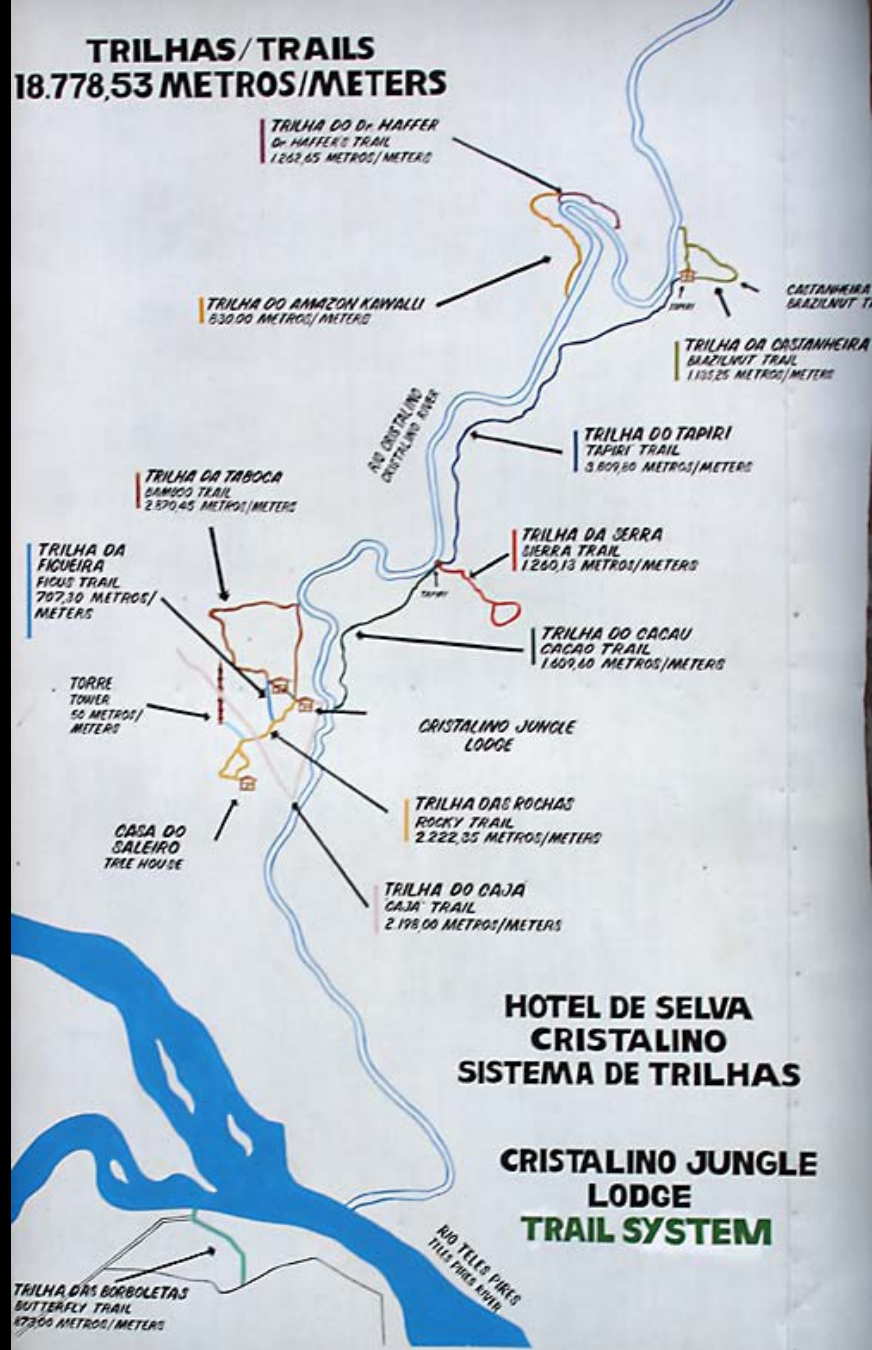 TRILHAS/TRAILS
18.778,53 METROS/METERS
TRILHA DO Dr. HAFFER
Dr HAFFER'S TRAIL
1.262,65 METROS/METERS
TRILHA DO AMAZON KAWALLI
630,00 METROS/METERS
CASTANHEIRA
BRAZILNUT
TAPIRI
TRILHA DA CASTANHEIRA
BRAZILNUT TRAIL
1.135,25 METROS/METERS
RIO CRISTALINO
CRISTALINO RIVER
TRILHA DO TAPIRI
"TAPIRI" TRAIL
3.809,80 METROS/METERS
TRILHA DA TABOCA
BAMBOO TRAIL
2.870,45 METROS/METERS
TRILHA DA SERRA
SIERRA TRAIL
1.260,13 METROS/METERS
TRILHA DA
FIGUEIRA
FICUS TRAIL
707,30 METROS/
METERS
TAPIRI
TRILHA DO CACAU
CACAO TRAIL
1.609,60 METROS/METERS
TORRE
TOWER
50 METROS/
METERS
CRISTALINO JUNGLE
LODGE
TRILHA DAS ROCHAS
ROCKY TRAIL
2.222,35 METROS/METERS
CASA DO
SALEIRO
TREE HOUSE
TRILHA DO CAJÁ
"CAJÁ" TRAIL
2.198,00 METROS/METERS
HOTEL DE SELVA
CRISTALINO
SISTEMA DE TRILHAS
CRISTALINO JUNGLE
LODGE
TRAIL SYSTEM
RIO TELES PIRES
TELES PIRES RIVER
TRILHA DAS BORBOLETAS
BUTTERFLY TRAIL
873,00 METROS/METERS